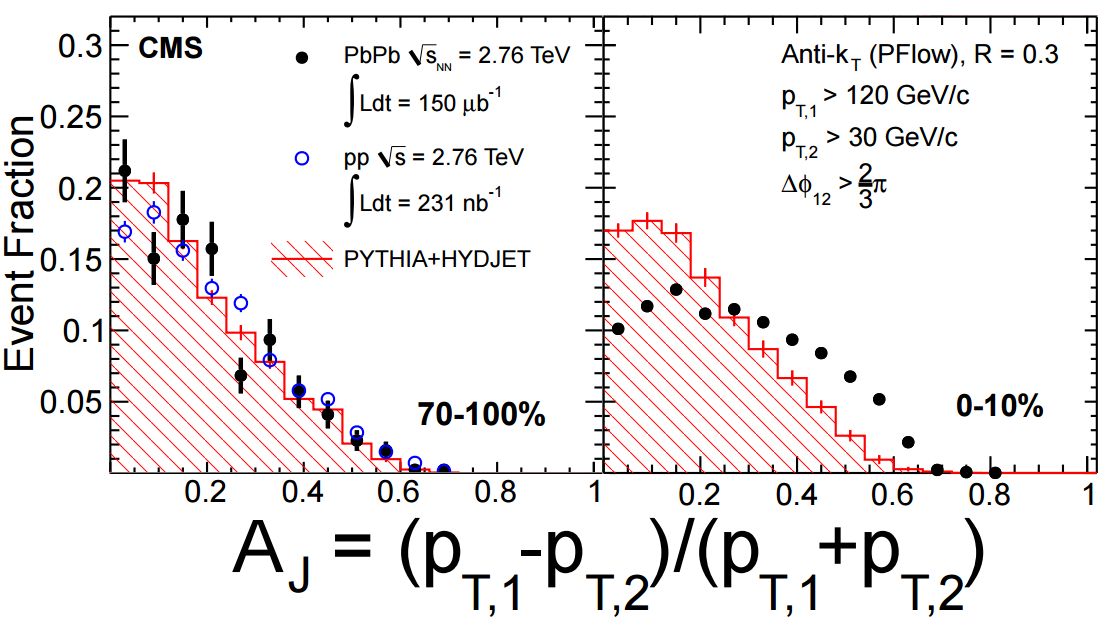 Event Fraction
0.3
0.25
0.2
0.15
0.1
0.05
CMS
PbPb √s_NN = 2.76 TeV
∫ Ldt = 150 μb⁻¹
pp √s = 2.76 TeV
∫ Ldt = 231 nb⁻¹
PYTHIA+HYDJET
70-100%
0.2 0.4 0.6 0.8 1
Anti-k_T (PFlow), R = 0.3
p_T,1 > 120 GeV/c
p_T,2 > 30 GeV/c
Δϕ_12 > 2/3 π
0-10%
0.2 0.4 0.6 0.8 1
A_J = (p_T,1-p_T,2)/(p_T,1+p_T,2)